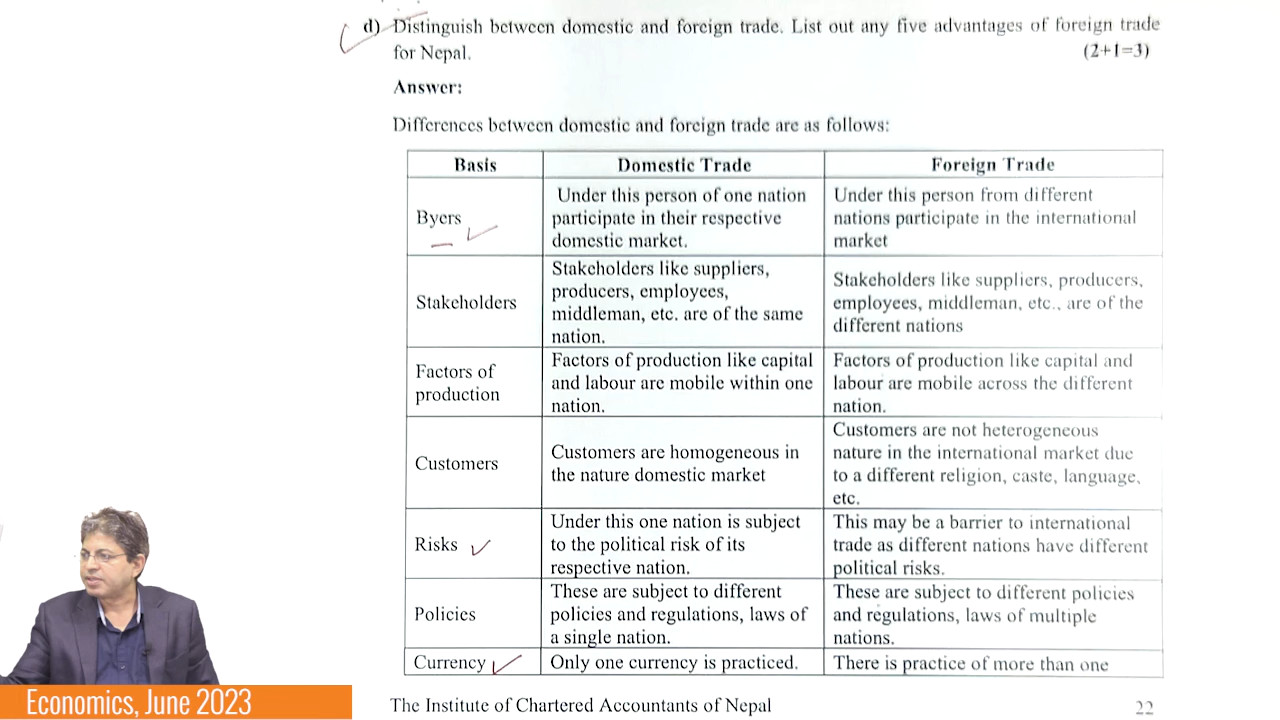 d) Distinguish between domestic and foreign trade. List out any five advantages of foreign trade
for Nepal. (2+1=3)
Answer:
Differences between domestic and foreign trade are as follows:
Basis
Domestic Trade
Foreign Trade
Byers
Under this person of one nation
participate in their respective
domestic market.
Under this person from different
nations participate in the international
market
Stakeholders
Stakeholders like suppliers,
producers, employees,
middleman, etc. are of the same
nation.
Stakeholders like suppliers, producers,
employees, middleman, etc., are of the
different nations
Factors of
production
Factors of production like capital
and labour are mobile within one
nation.
Factors of production like capital and
labour are mobile across the different
nation.
Customers
Customers are homogeneous in
the nature domestic market
Customers are not heterogeneous
nature in the international market due
to a different religion, caste, language,
etc.
Risks
Under this one nation is subject
to the political risk of its
respective nation.
This may be a barrier to international
trade as different nations have different
political risks.
Policies
These are subject to different
policies and regulations, laws of
a single nation.
These are subject to different policies
and regulations, laws of multiple
nations.
Currency
Only one currency is practiced.
There is practice of more than one
The Institute of Chartered Accountants of Nepal
22
Economics, June 2023